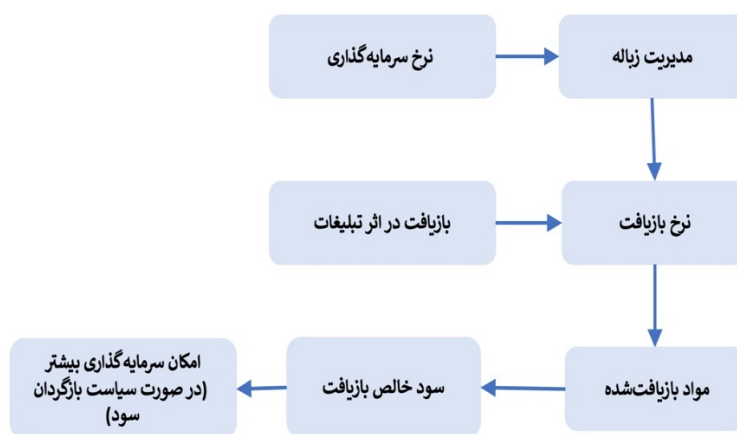 مدیریت زباله
نرخ سرمایه‌گذاری
نرخ بازیافت
بازیافت در اثر تبلیغات
مواد بازیافت‌شده
سود خالص بازیافت
امکان سرمایه‌گذاری بیشتر
(در صورت سیاست بازگردان
سود)